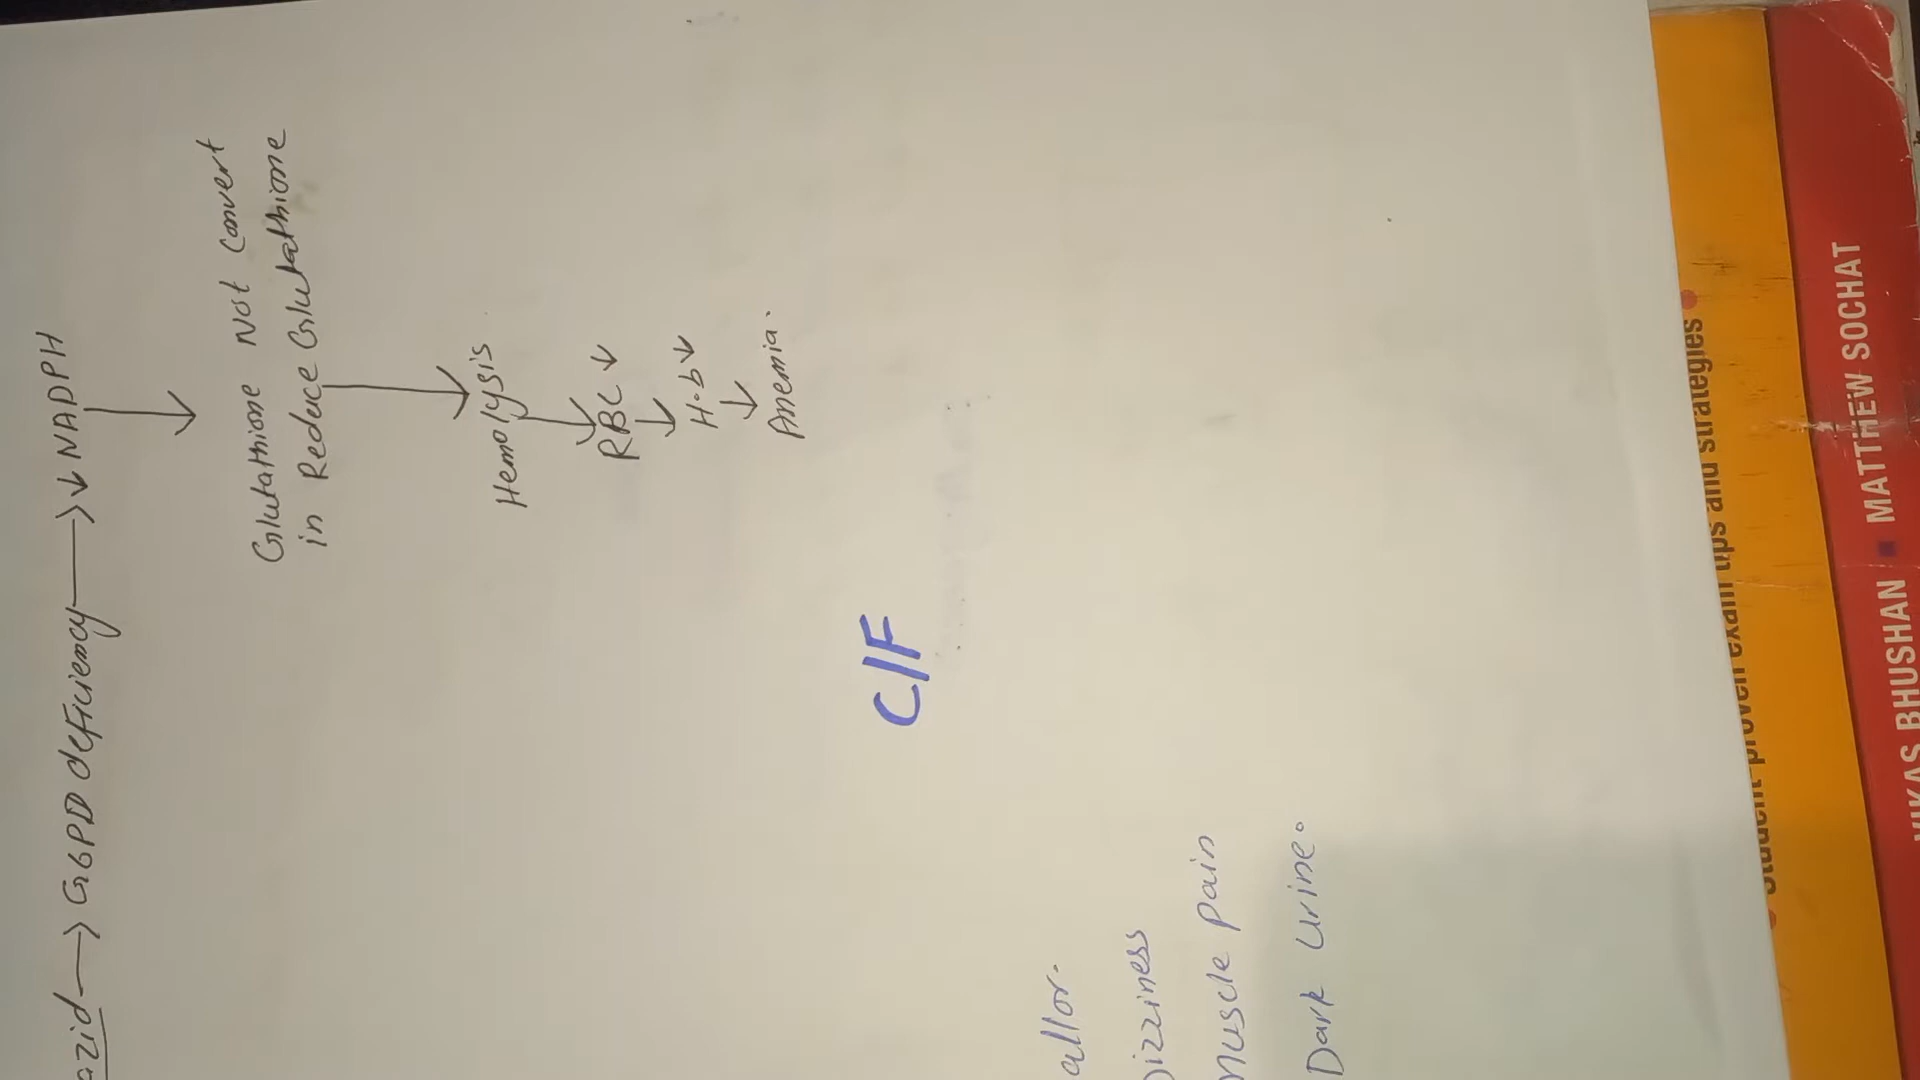 azid → G6PD deficiency → ↓ NADPH
↓
Glutathione Not Convert
in Reduce Glutathione
↓
Hemolysis
↓
RBC ↓
↓
H.b ↓
↓
Anemia.
C/F
allor.
Dizziness
Muscle Pain
Dark Urine.
student-proven exam tips and strategies
VIKAS BHUSHAN ▪ MATTHEW SOCHAT